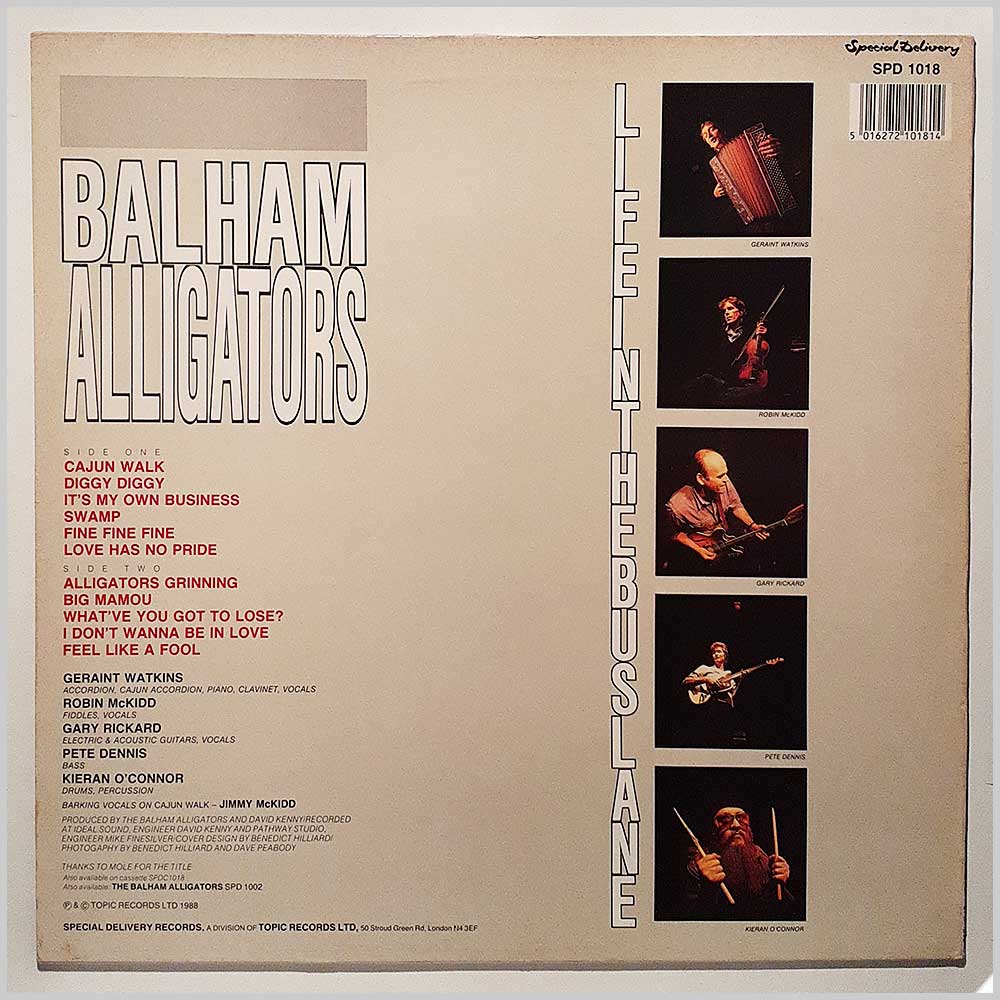 Special Delivery
SPD 1018
5 016272 101814
BALHAM
ALLIGATORS
SIDE ONE
CAJUN WALK
DIGGY DIGGY
IT'S MY OWN BUSINESS
SWAMP
FINE FINE FINE
LOVE HAS NO PRIDE
SIDE TWO
ALLIGATORS GRINNING
BIG MAMOU
WHAT'VE YOU GOT TO LOSE?
I DON'T WANNA BE IN LOVE
FEEL LIKE A FOOL
GERAINT WATKINS
ACCORDION, CAJUN ACCORDION, PIANO, CLAVINET, VOCALS
ROBIN McKIDD
FIDDLES, VOCALS
GARY RICKARD
ELECTRIC & ACOUSTIC GUITARS, VOCALS
PETE DENNIS
BASS
KIERAN O'CONNOR
DRUMS, PERCUSSION
BARKING VOCALS ON CAJUN WALK – JIMMY McKIDD
PRODUCED BY THE BALHAM ALLIGATORS AND DAVID KENNY/RECORDED
AT IDEAL SOUND, ENGINEER DAVID KENNY AND PATHWAY STUDIO,
ENGINEER MIKE FINESILVER/COVER DESIGN BY BENEDICT HILLIARD/
PHOTOGAPHY BY BENEDICT HILLIARD AND DAVE PEABODY
THANKS TO MOLE FOR THE TITLE
Also available on cassette SPDC1018
Also available: THE BALHAM ALLIGATORS SPD 1002
℗ & © TOPIC RECORDS LTD 1988
SPECIAL DELIVERY RECORDS, A DIVISION OF TOPIC RECORDS LTD, 50 Stroud Green Rd, London N4 3EF
LIFE IN THE BUS LANE
GERAINT WATKINS
ROBIN McKIDD
GARY RICKARD
PETE DENNIS
KIERAN O'CONNOR